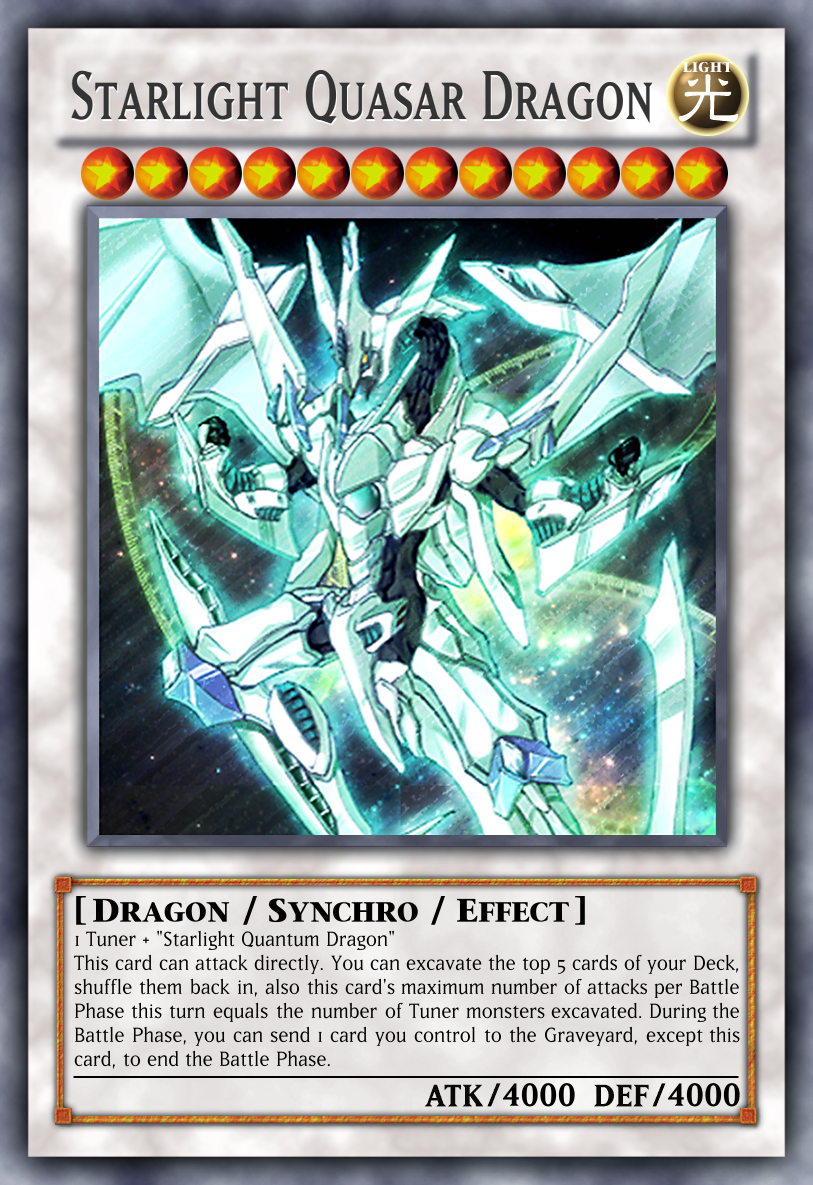 Starlight Quasar Dragon
LIGHT
光
[ Dragon / Synchro / Effect ]
1 Tuner + "Starlight Quantum Dragon"
This card can attack directly. You can excavate the top 5 cards of your Deck,
shuffle them back in, also this card's maximum number of attacks per Battle
Phase this turn equals the number of Tuner monsters excavated. During the
Battle Phase, you can send 1 card you control to the Graveyard, except this
card, to end the Battle Phase.
ATK/4000 DEF/4000